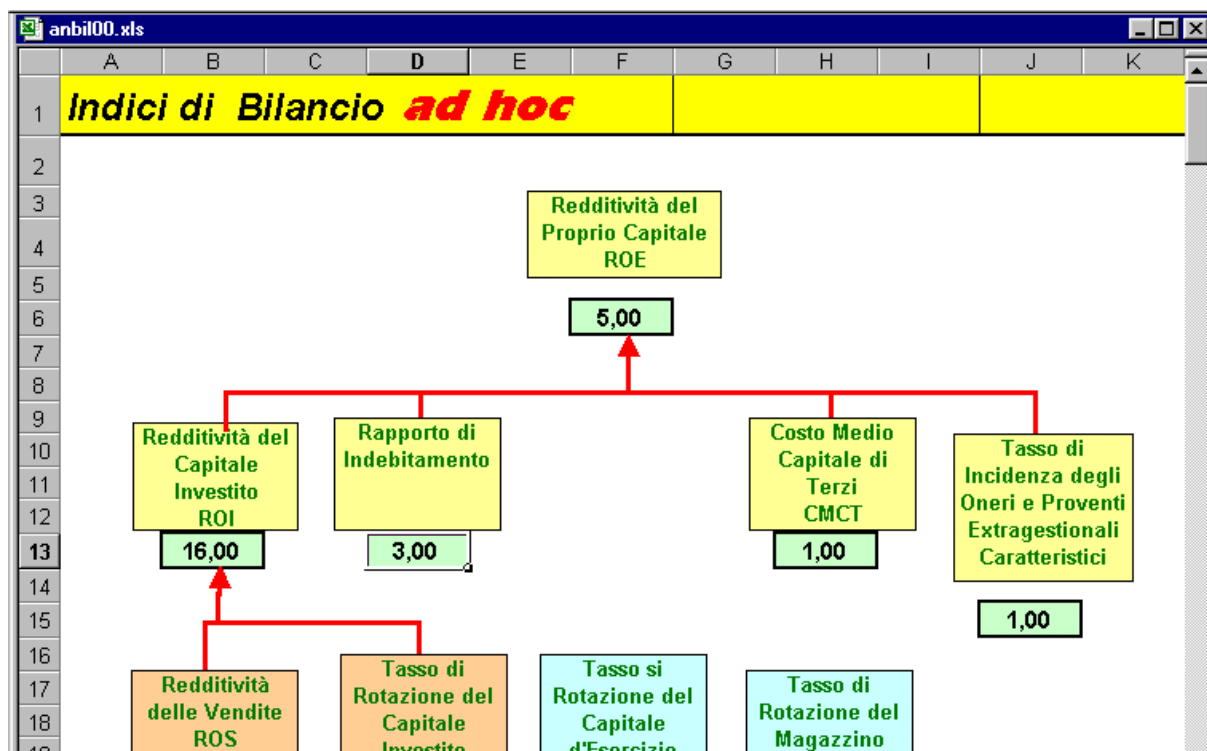 anbil00.xls
A B C D E F G H I J K
1 Indici di Bilancio ad hoc
2
3
Redditività del
Proprio Capitale
ROE
4
5
6
5,00
7
8
9
10
11
12
Redditività del
Capitale
Investito
ROI
Rapporto di
Indebitamento
Costo Medio
Capitale di
Terzi
CMCT
Tasso di
Incidenza degli
Oneri e Proventi
Extragestionali
Caratteristici
13
16,00
3,00
1,00
14
15
1,00
16
17
18
Redditività
delle Vendite
ROS
Tasso di
Rotazione del
Capitale
Investito
Tasso si
Rotazione del
Capitale
d'Esercizio
Tasso di
Rotazione del
Magazzino